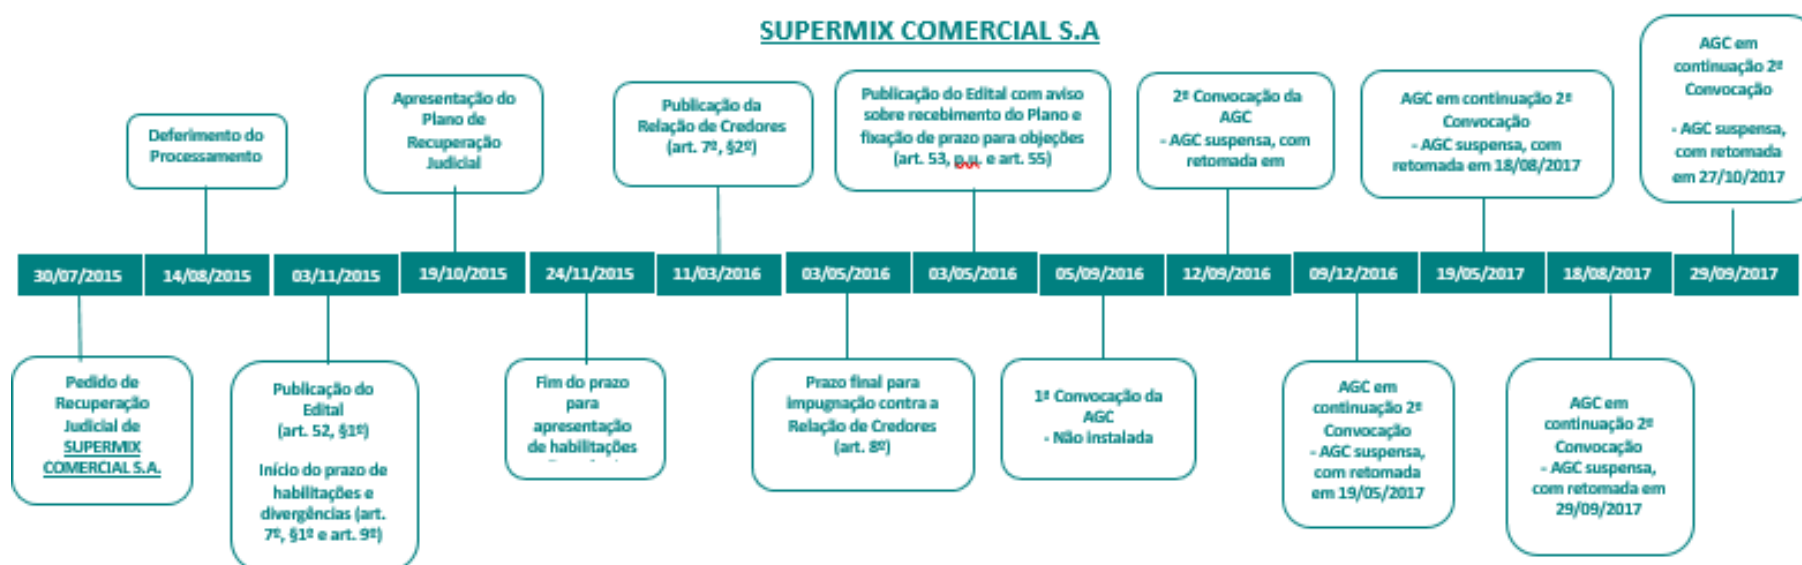 SUPERMIX COMERCIAL S.A
Deferimento do
Processamento
Apresentação do
Plano de
Recuperação
Judicial
Publicação da
Relação de Credores
(art. 7º, §2º)
Publicação do Edital com aviso
sobre recebimento do Plano e
fixação de prazo para objeções
(art. 53, p.u. e art. 55)
2ª Convocação da
AGC
- AGC suspensa, com
retomada em
AGC em continuação 2ª
Convocação
- AGC suspensa, com
retomada em 18/08/2017
AGC em
continuação 2ª
Convocação
- AGC suspensa,
com retomada
em 27/10/2017
30/07/2015
14/08/2015
03/11/2015
19/10/2015
24/11/2015
11/03/2016
03/05/2016
03/05/2016
05/09/2016
12/09/2016
09/12/2016
19/05/2017
18/08/2017
29/09/2017
Pedido de
Recuperação
Judicial de
SUPERMIX
COMERCIAL S.A.
Publicação do
Edital
(art. 52, §1º)
Início do prazo de
habilitações e
divergências (art.
7º, §1º e art. 9º)
Fim do prazo
para
apresentação
de habilitações
Prazo final para
impugnação contra a
Relação de Credores
(art. 8º)
1ª Convocação da
AGC
- Não instalada
AGC em
continuação 2ª
Convocação
- AGC suspensa,
com retomada
em 19/05/2017
AGC em
continuação 2ª
Convocação
- AGC suspensa,
com retomada em
29/09/2017